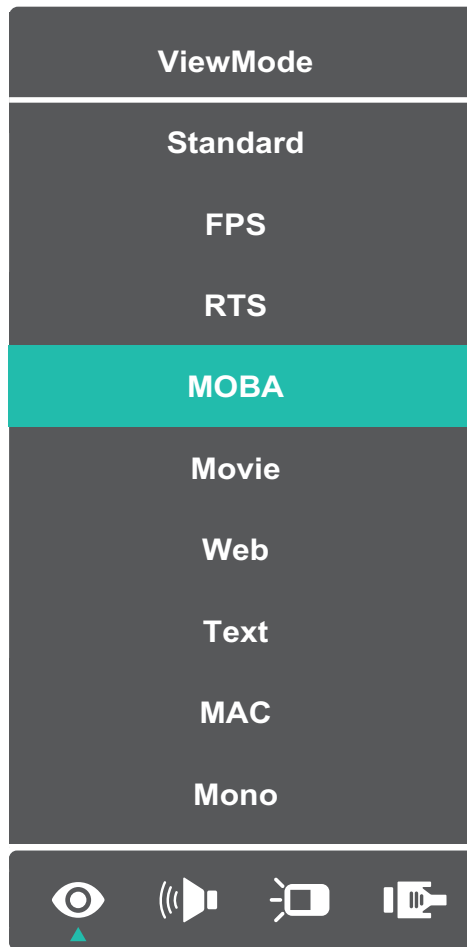 ViewMode
Standard
FPS
RTS
MOBA
Movie
Web
Text
MAC
Mono